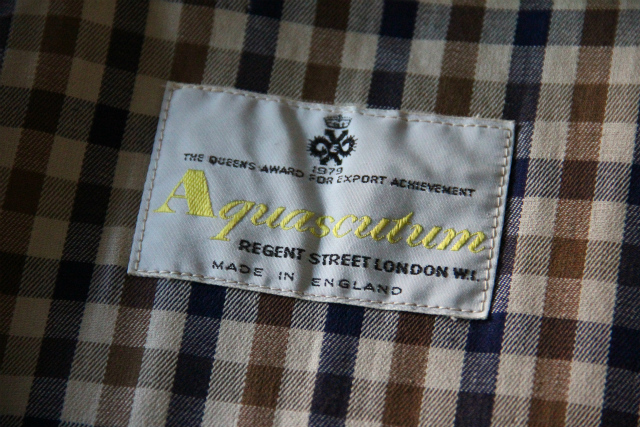 1979
THE QUEEN'S AWARD FOR EXPORT ACHIEVEMENT
Aquascutum
REGENT STREET LONDON W.I.
MADE IN ENGLAND